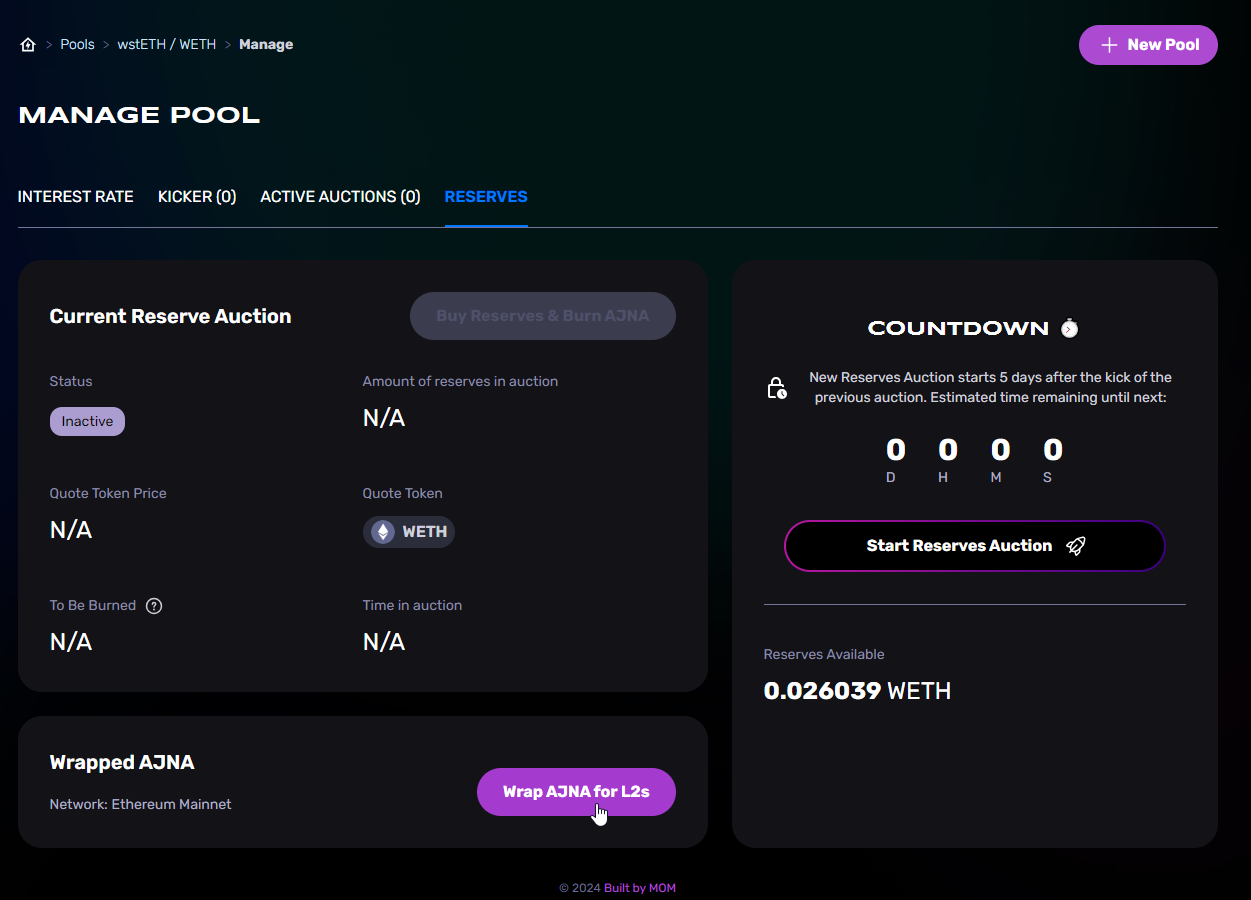 > Pools > wstETH / WETH > Manage
New Pool
MANAGE POOL
INTEREST RATE KICKER (0) ACTIVE AUCTIONS (0) RESERVES
Current Reserve Auction
Buy Reserves & Burn AJNA
Status
Amount of reserves in auction
Inactive
N/A
Quote Token Price
Quote Token
N/A
WETH
To Be Burned ?
Time in auction
N/A
N/A
Wrapped AJNA
Network: Ethereum Mainnet
Wrap AJNA for L2s
COUNTDOWN
New Reserves Auction starts 5 days after the kick of the
previous auction. Estimated time remaining until next:
0 0 0 0
D H M S
Start Reserves Auction
Reserves Available
0.026039 WETH
© 2024 Built by MOM